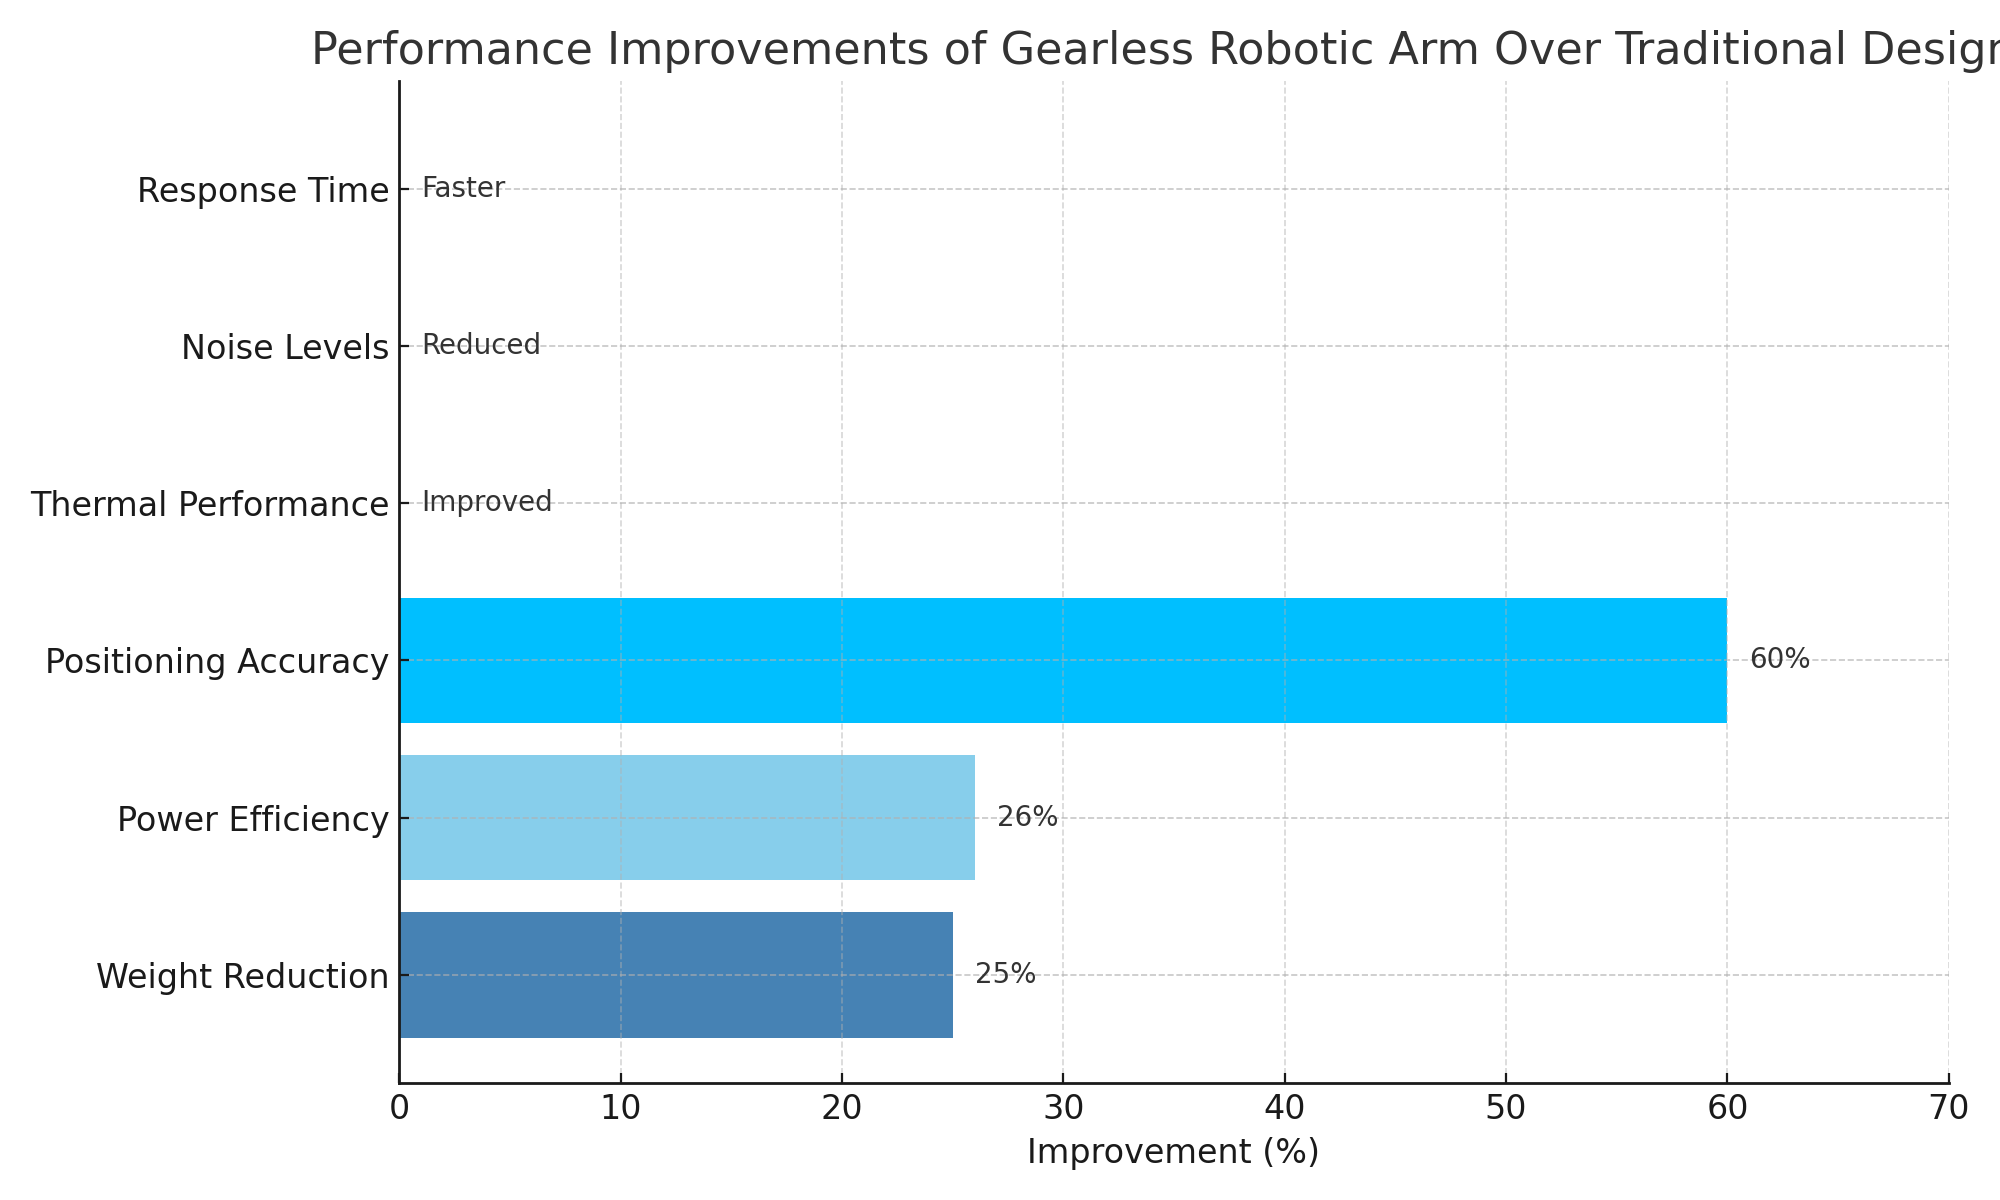 Performance Improvements of Gearless Robotic Arm Over Traditional Design
Response Time
Faster
Noise Levels
Reduced
Thermal Performance
Improved
Positioning Accuracy
60%
Power Efficiency
26%
Weight Reduction
25%
0 10 20 30 40 50 60 70
Improvement (%)